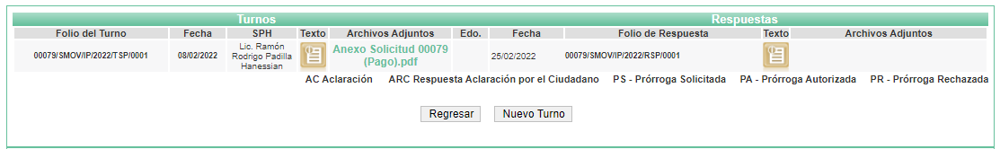 Turnos Respuestas
Folio del Turno Fecha SPH Texto Archivos Adjuntos Edo. Fecha Folio de Respuesta Texto Archivos Adjuntos
00079/SMOV/IP/2022/TSP/0001 08/02/2022 Lic. Ramón Rodrigo Padilla Hanessian Anexo Solicitud 00079 (Pago).pdf 25/02/2022 00079/SMOV/IP/2022/RSP/0001
AC Aclaración ARC Respuesta Aclaración por el Ciudadano PS - Prórroga Solicitada PA - Prórroga Autorizada PR - Prórroga Rechazada
Regresar Nuevo Turno